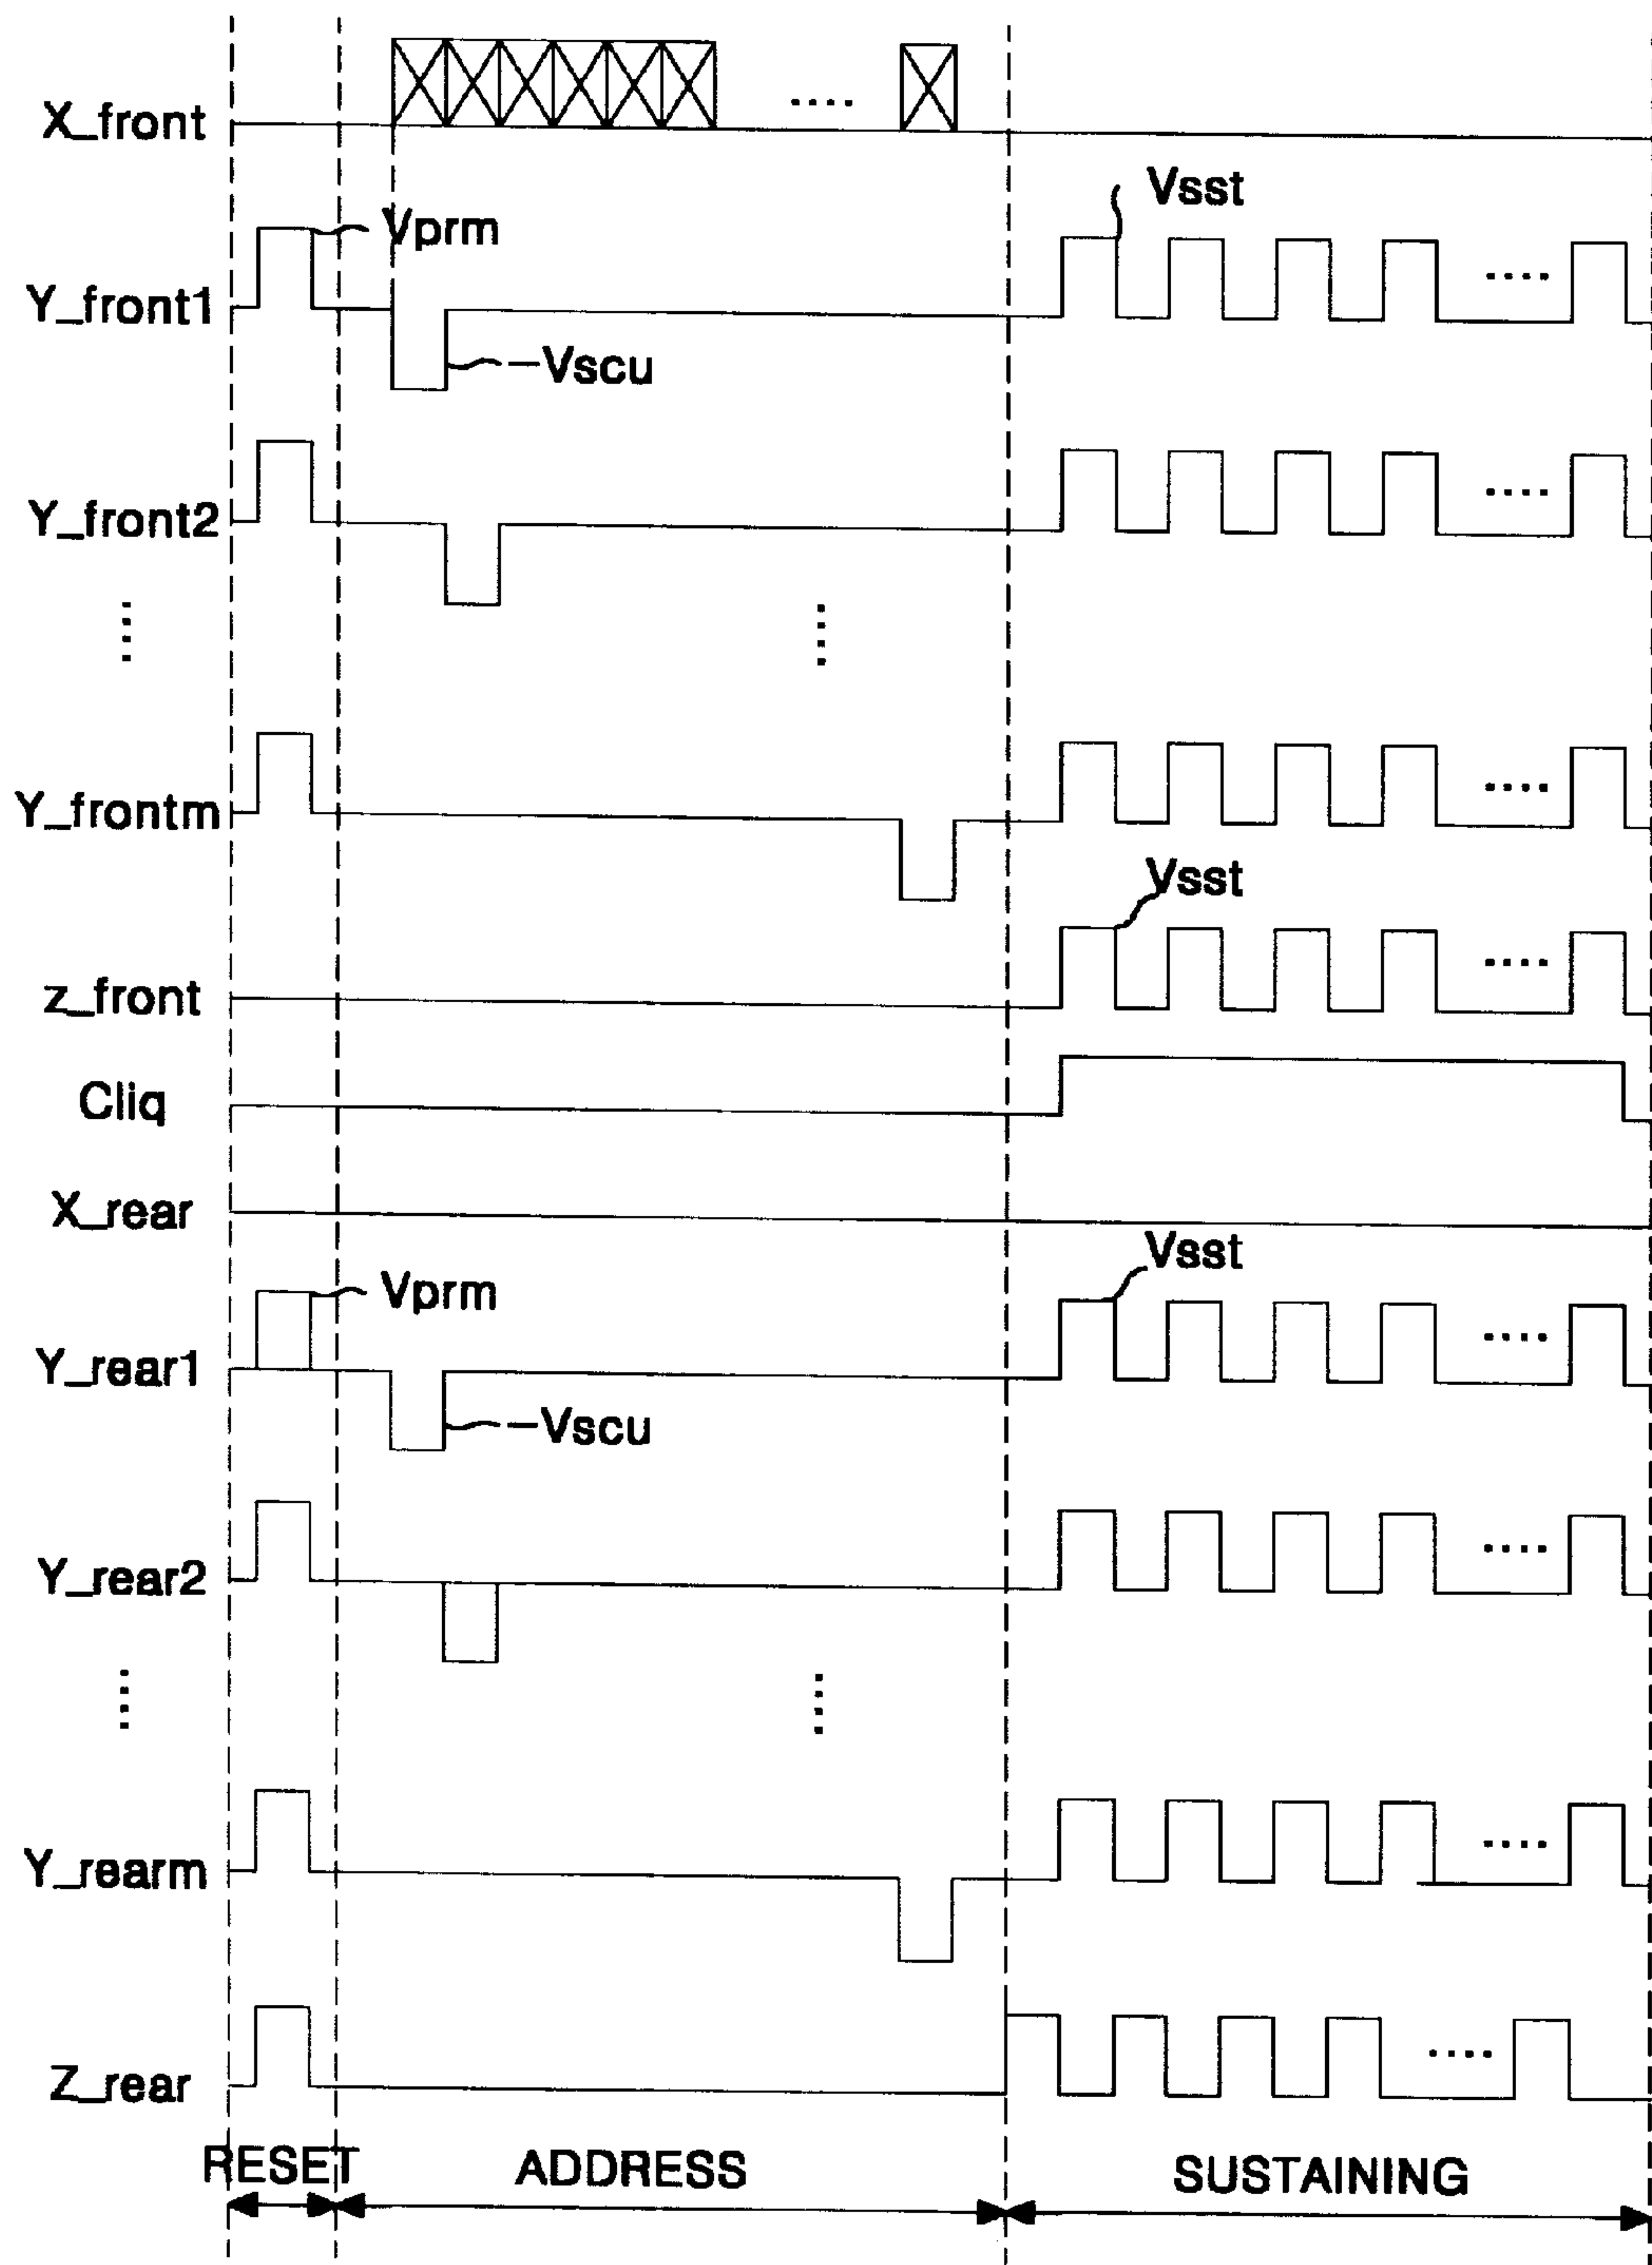 X_front
....
Vsst
Vprm
Y_front1
....
−Vscu
Y_front2
....
....
....
Y_frontm
....
Vsst
z_front
....
Cliq
X_rear
Vsst
Vprm
Y_rear1
....
−Vscu
Y_rear2
....
....
....
Y_rearm
....
Z_rear
....
RESET
ADDRESS
SUSTAINING